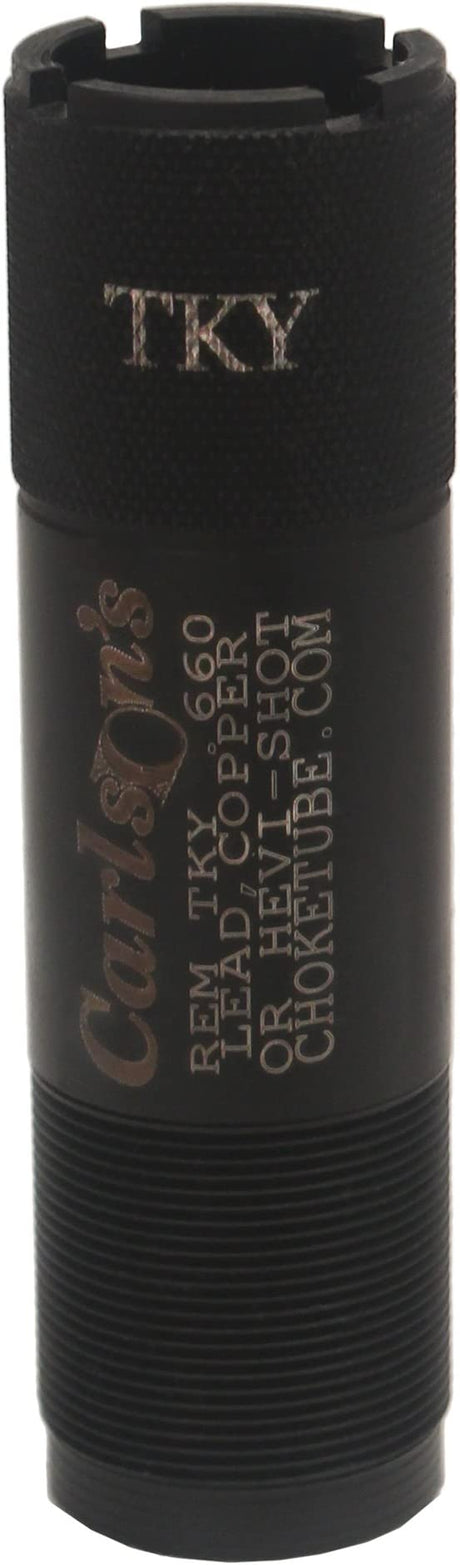 TKY
Carlson's
REM TKY .660
LEAD, COPPER
OR HEVI-SHOT
CHOKETUBE.COM